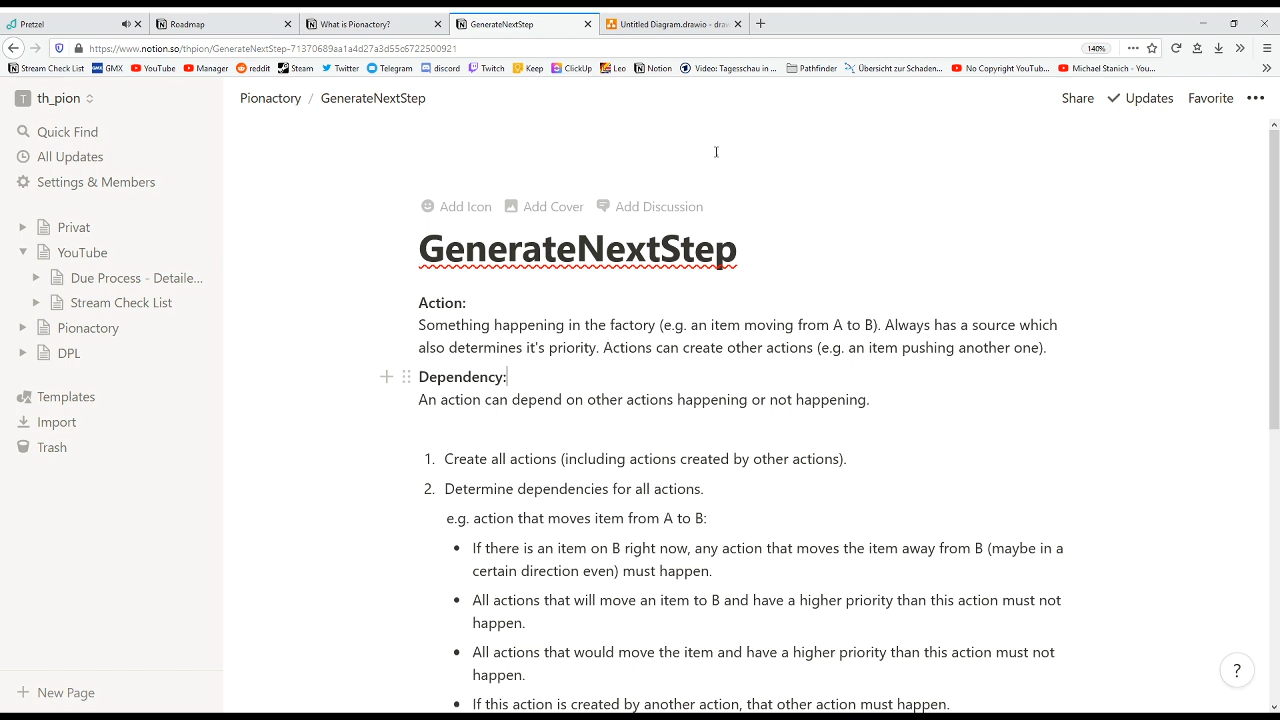 Pretzel
Roadmap
What is Pionactory?
GenerateNextStep
Untitled Diagram.drawio - draw
https://www.notion.so/thpion/GenerateNextStep-71370689aa1a4d27a3d55c6722500921
140%
Stream Check List
GMX
YouTube
Manager
reddit
Steam
Twitter
Telegram
discord
Twitch
Keep
ClickUp
Leo
Notion
Video: Tagesschau in ...
Pathfinder
Übersicht zur Schaden...
No Copyright YouTub...
Michael Stanich - You...
T th_pion
Pionactory / GenerateNextStep
Share
Updates
Favorite
Quick Find
All Updates
Settings & Members
Privat
YouTube
Due Process - Detaile...
Stream Check List
Pionactory
DPL
Templates
Import
Trash
New Page
Add Icon
Add Cover
Add Discussion
GenerateNextStep
Action:
Something happening in the factory (e.g. an item moving from A to B). Always has a source which
also determines it's priority. Actions can create other actions (e.g. an item pushing another one).
Dependency:
An action can depend on other actions happening or not happening.
1. Create all actions (including actions created by other actions).
2. Determine dependencies for all actions.
e.g. action that moves item from A to B:
• If there is an item on B right now, any action that moves the item away from B (maybe in a
certain direction even) must happen.
• All actions that will move an item to B and have a higher priority than this action must not
happen.
• All actions that would move the item and have a higher priority than this action must not
happen.
• If this action is created by another action, that other action must happen.
?